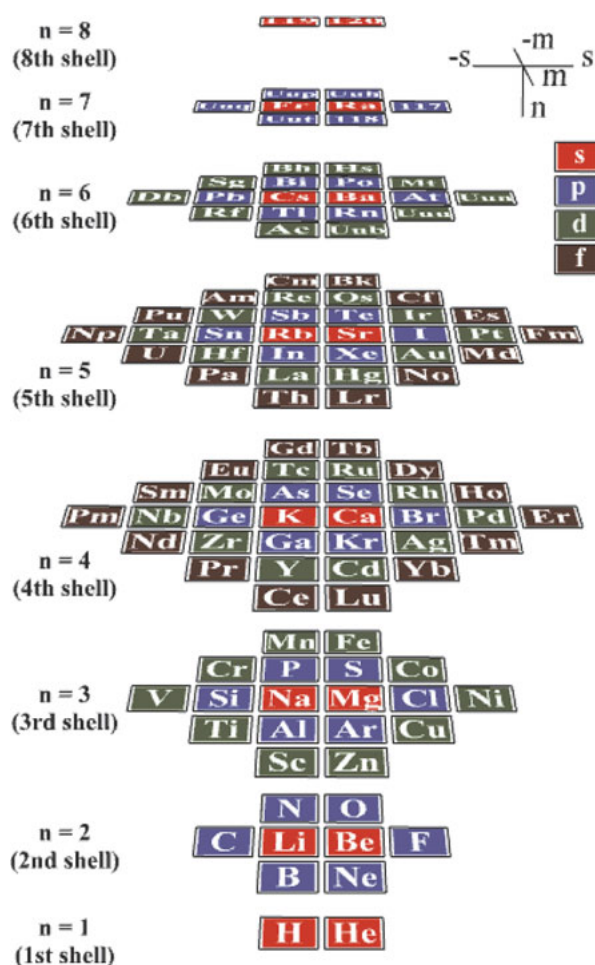 n = 8
(8th shell)
119 120
-m
-s s
m
n
n = 7
(7th shell)
Uup Uuh
Uuq Fr Ra 117
Uut 118
s
p
d
f
n = 6
(6th shell)
Bh Hs
Sg Bi Po Mt
Db Pb Cs Ba At Uun
Rf Tl Rn Uuu
Ac Uub
n = 5
(5th shell)
Cm Bk
Am Re Os Cf
Pu W Sb Te Ir Es
Np Ta Sn Rb Sr I Pt Fm
U Hf In Xe Au Md
Pa La Hg No
Th Lr
n = 4
(4th shell)
Gd Tb
Eu Tc Ru Dy
Sm Mo As Se Rh Ho
Pm Nb Ge K Ca Br Pd Er
Nd Zr Ga Kr Ag Tm
Pr Y Cd Yb
Ce Lu
n = 3
(3rd shell)
Mn Fe
Cr P S Co
V Si Na Mg Cl Ni
Ti Al Ar Cu
Sc Zn
n = 2
(2nd shell)
N O
C Li Be F
B Ne
n = 1
(1st shell)
H He